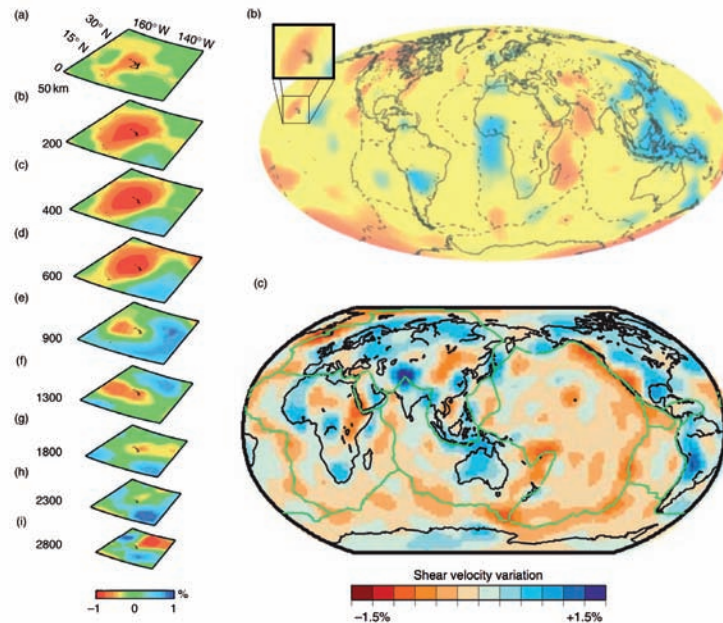 (a)
30° N
15° N
0
160° W
140° W
50 km
(b)
200
(c)
400
(d)
600
(e)
900
(f)
1300
(g)
1800
(h)
2300
(i)
2800
−1 0 1 %
(b)
(c)
Shear velocity variation
−1.5% +1.5%